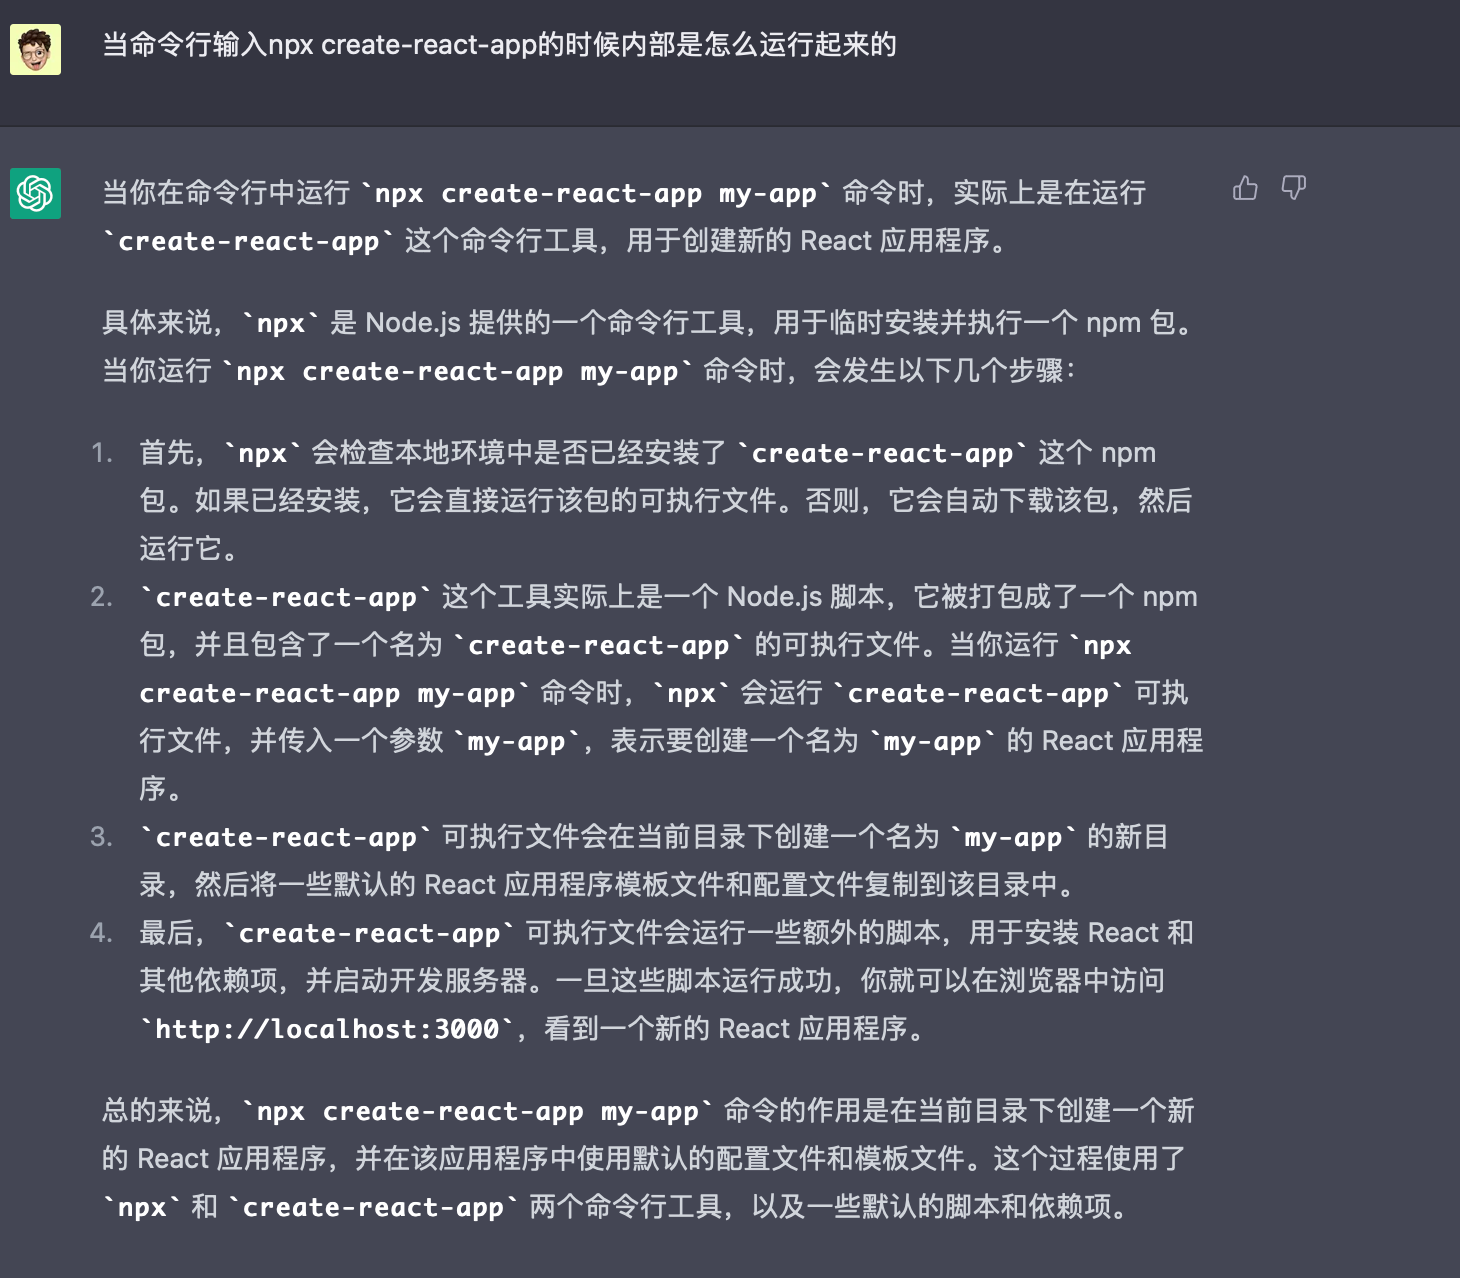 当命令行输入npx create-react-app的时候内部是怎么运行起来的
当你在命令行中运行 `npx create-react-app my-app` 命令时，实际上是在运行
`create-react-app` 这个命令行工具，用于创建新的 React 应用程序。
具体来说，`npx` 是 Node.js 提供的一个命令行工具，用于临时安装并执行一个 npm 包。
当你运行 `npx create-react-app my-app` 命令时，会发生以下几个步骤：
1. 首先，`npx` 会检查本地环境中是否已经安装了 `create-react-app` 这个 npm
包。如果已经安装，它会直接运行该包的可执行文件。否则，它会自动下载该包，然后
运行它。
2. `create-react-app` 这个工具实际上是一个 Node.js 脚本，它被打包成了一个 npm
包，并且包含了一个名为 `create-react-app` 的可执行文件。当你运行 `npx
create-react-app my-app` 命令时，`npx` 会运行 `create-react-app` 可执
行文件，并传入一个参数 `my-app`，表示要创建一个名为 `my-app` 的 React 应用程
序。
3. `create-react-app` 可执行文件会在当前目录下创建一个名为 `my-app` 的新目
录，然后将一些默认的 React 应用程序模板文件和配置文件复制到该目录中。
4. 最后，`create-react-app` 可执行文件会运行一些额外的脚本，用于安装 React 和
其他依赖项，并启动开发服务器。一旦这些脚本运行成功，你就可以在浏览器中访问
`http://localhost:3000`，看到一个新的 React 应用程序。
总的来说，`npx create-react-app my-app` 命令的作用是在当前目录下创建一个新
的 React 应用程序，并在该应用程序中使用默认的配置文件和模板文件。这个过程使用了
`npx` 和 `create-react-app` 两个命令行工具，以及一些默认的脚本和依赖项。